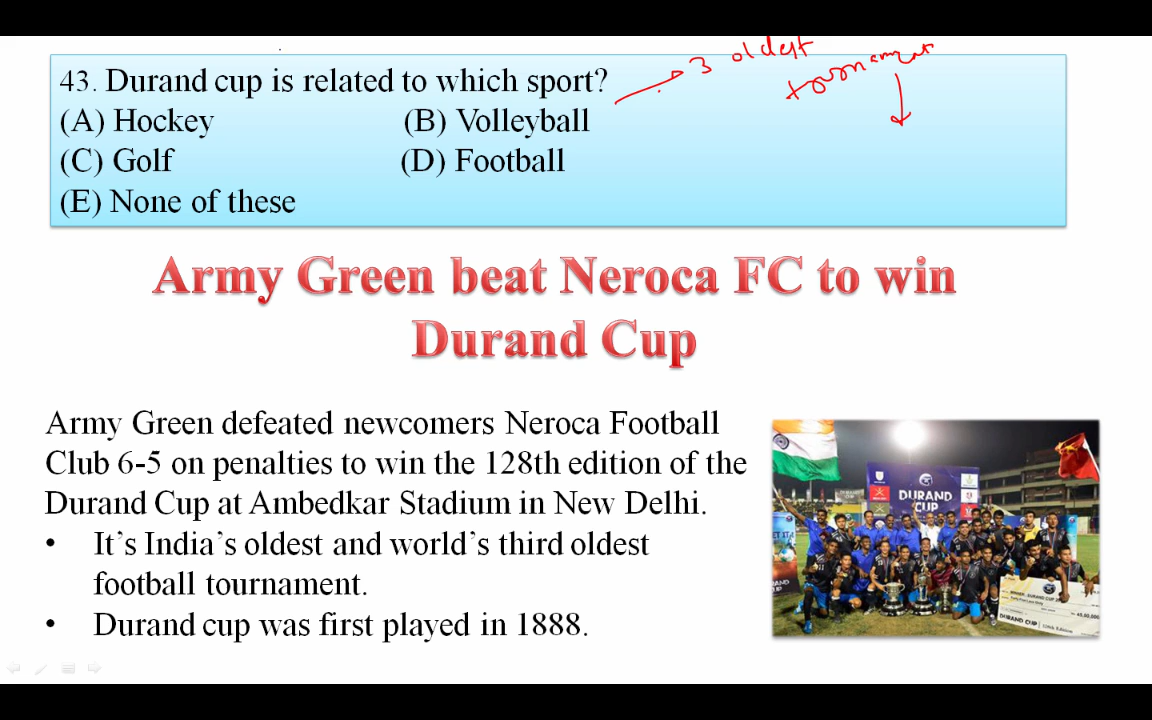 3 oldest
tournament
43. Durand cup is related to which sport?
(A) Hockey (B) Volleyball
(C) Golf (D) Football
(E) None of these
Army Green beat Neroca FC to win
Durand Cup
Army Green defeated newcomers Neroca Football
Club 6-5 on penalties to win the 128th edition of the
Durand Cup at Ambedkar Stadium in New Delhi.
• It’s India’s oldest and world’s third oldest
football tournament.
• Durand cup was first played in 1888.
DURAND
CUP
DURAND CUP